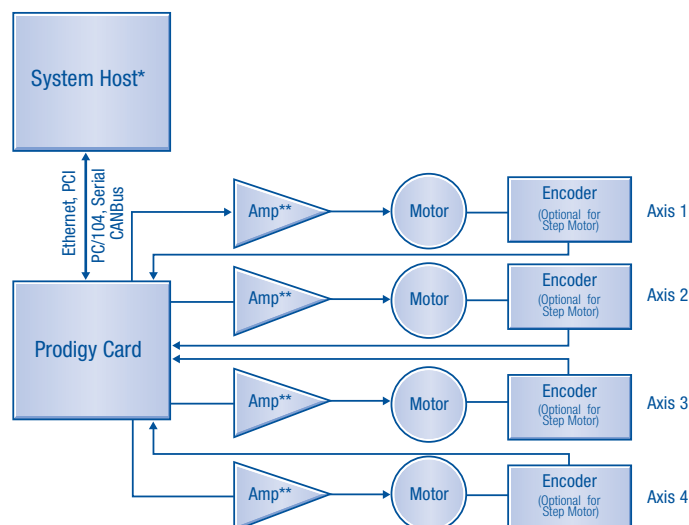 System Host*
Ethernet, PCI
PC/104, Serial
CANBus
Prodigy Card
Amp**
Motor
Encoder
(Optional for
Step Motor)
Axis 1
Amp**
Motor
Encoder
(Optional for
Step Motor)
Axis 2
Amp**
Motor
Encoder
(Optional for
Step Motor)
Axis 3
Amp**
Motor
Encoder
(Optional for
Step Motor)
Axis 4